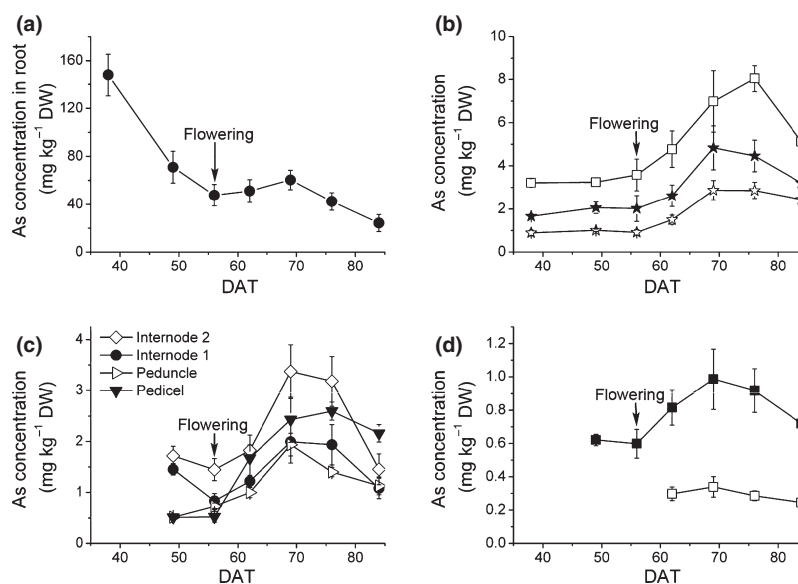 (a)
As concentration in root
(mg kg⁻¹ DW)
160
120
80
40
0
Flowering
40 50 60 70 80
DAT
(b)
As concentration
(mg kg⁻¹ DW)
10
8
6
4
2
0
Flowering
40 50 60 70 80
DAT
(c)
As concentration
(mg kg⁻¹ DW)
4
3
2
1
0
Internode 2
Internode 1
Peduncle
Pedicel
Flowering
40 50 60 70 80
DAT
(d)
As concentration
(mg kg⁻¹ DW)
1.2
1.0
0.8
0.6
0.4
0.2
0.0
Flowering
40 50 60 70 80
DAT